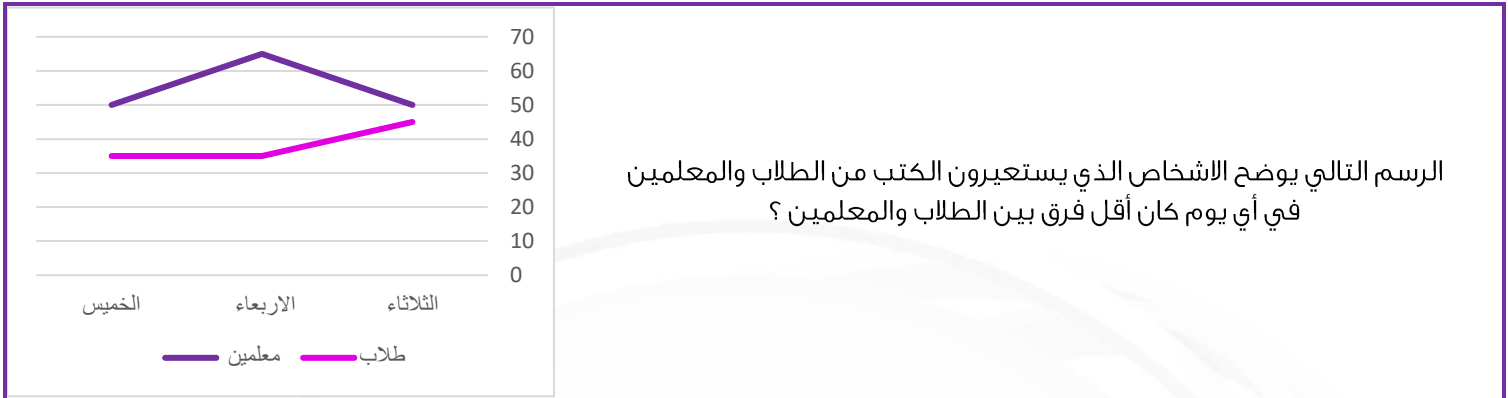 الرسم التالي يوضح الاشخاص الذي يستعيرون الكتب من الطلاب والمعلمين
في أي يوم كان أقل فرق بين الطلاب والمعلمين ؟
70
60
50
40
30
20
10
0
الثلاثاء الاربعاء الخميس
طلاب معلمين